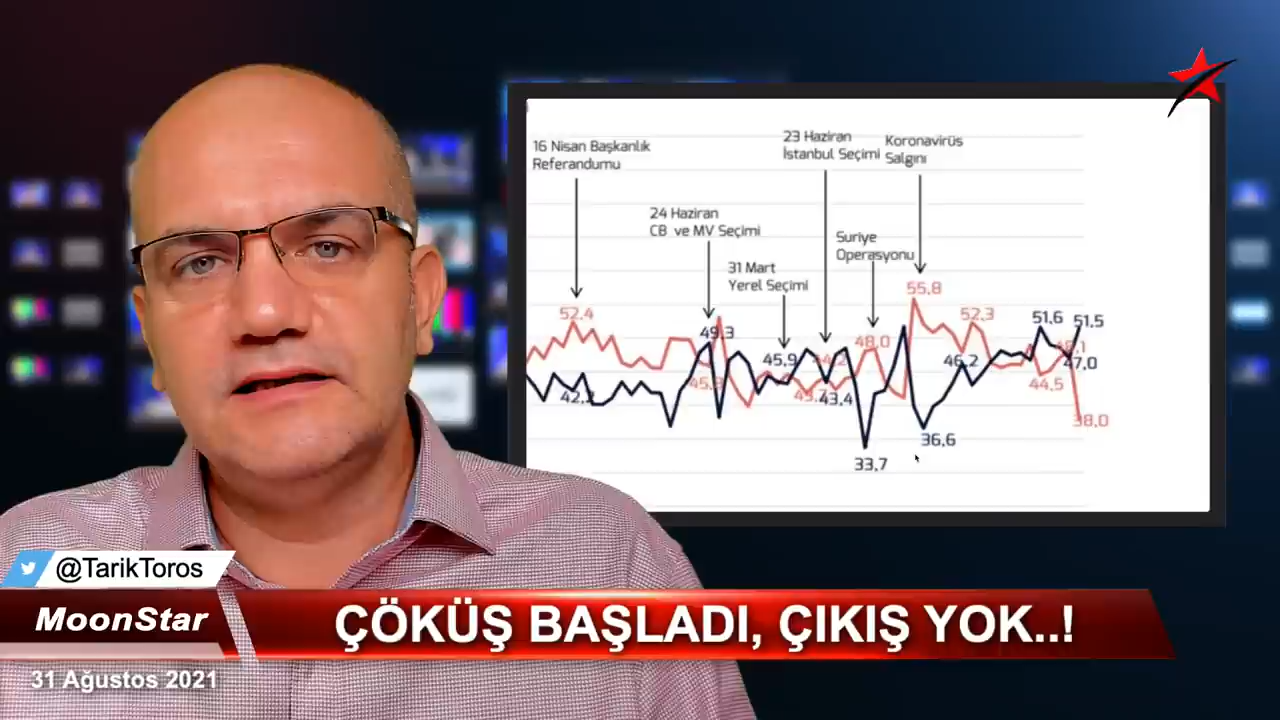 16 Nisan Başkanlık
Referandumu
24 Haziran
CB ve MV Seçimi
31 Mart
Yerel Seçimi
23 Haziran
İstanbul Seçimi
Suriye
Operasyonu
Koronavirüs
Salgını
52.4
42,2
49,3
45,9
43,4
48,0
33,7
55,8
36,6
52,3
46,2
51,6
44,5
51,5
47,0
38,0
@TarikToros
MoonStar
ÇÖKÜŞ BAŞLADI, ÇIKIŞ YOK..!
31 Ağustos 2021